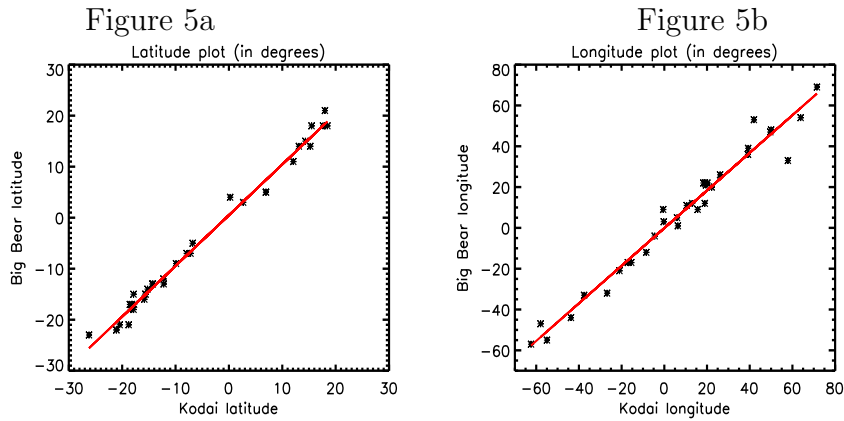 Figure 5a
Latitude plot (in degrees)
30
20
10
0
−10
−20
−30
−30 −20 −10 0 10 20 30
Big Bear latitude
Kodai latitude
Figure 5b
Longitude plot (in degrees)
80
60
40
20
0
−20
−40
−60
−60 −40 −20 0 20 40 60 80
Big Bear longitude
Kodai longitude